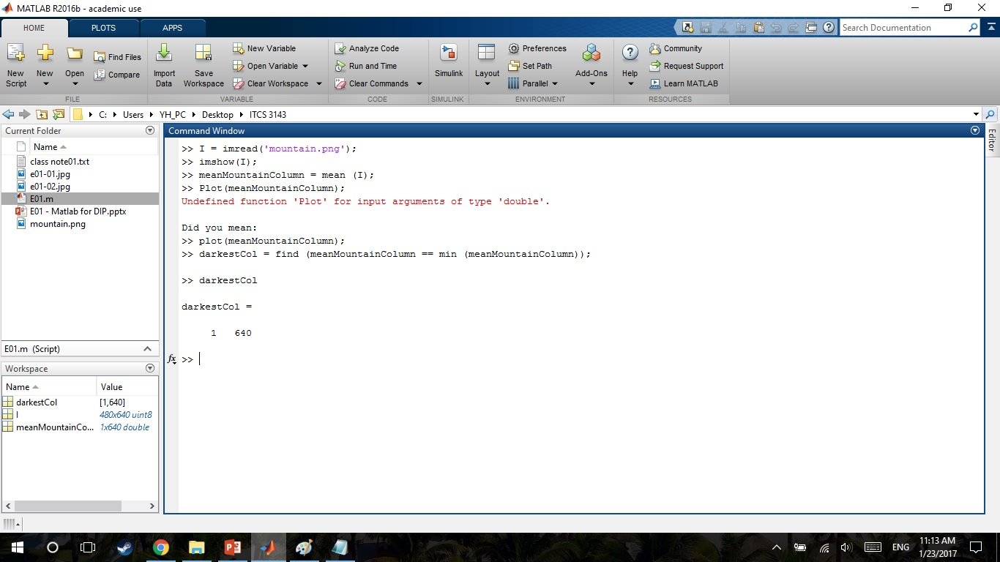 MATLAB R2016b - academic use
HOME PLOTS APPS
Search Documentation
New Script
New
Open
Find Files
Compare
Import Data
Save Workspace
New Variable
Open Variable
Clear Workspace
Analyze Code
Run and Time
Clear Commands
Simulink
Layout
Preferences
Set Path
Parallel
Add-Ons
Help
Community
Request Support
Learn MATLAB
FILE VARIABLE CODE SIMULINK ENVIRONMENT RESOURCES
C: Users YH_PC Desktop ITCS 3143
Current Folder
Name
class note01.txt
e01-01.jpg
e01-02.jpg
E01.m
E01 - Matlab for DIP.pptx
mountain.png
E01.m (Script)
Workspace
Name Value
darkestCol [1,640]
I 480x640 uint8
meanMountainCo... 1x640 double
Command Window
>> I = imread('mountain.png');
>> imshow(I);
>> meanMountainColumn = mean (I);
>> Plot(meanMountainColumn);
Undefined function 'Plot' for input arguments of type 'double'.
Did you mean:
>> plot(meanMountainColumn);
>> darkestCol = find (meanMountainColumn == min (meanMountainColumn));
>> darkestCol
darkestCol =
1 640
fx >>
Editor
ENG
11:13 AM
1/23/2017